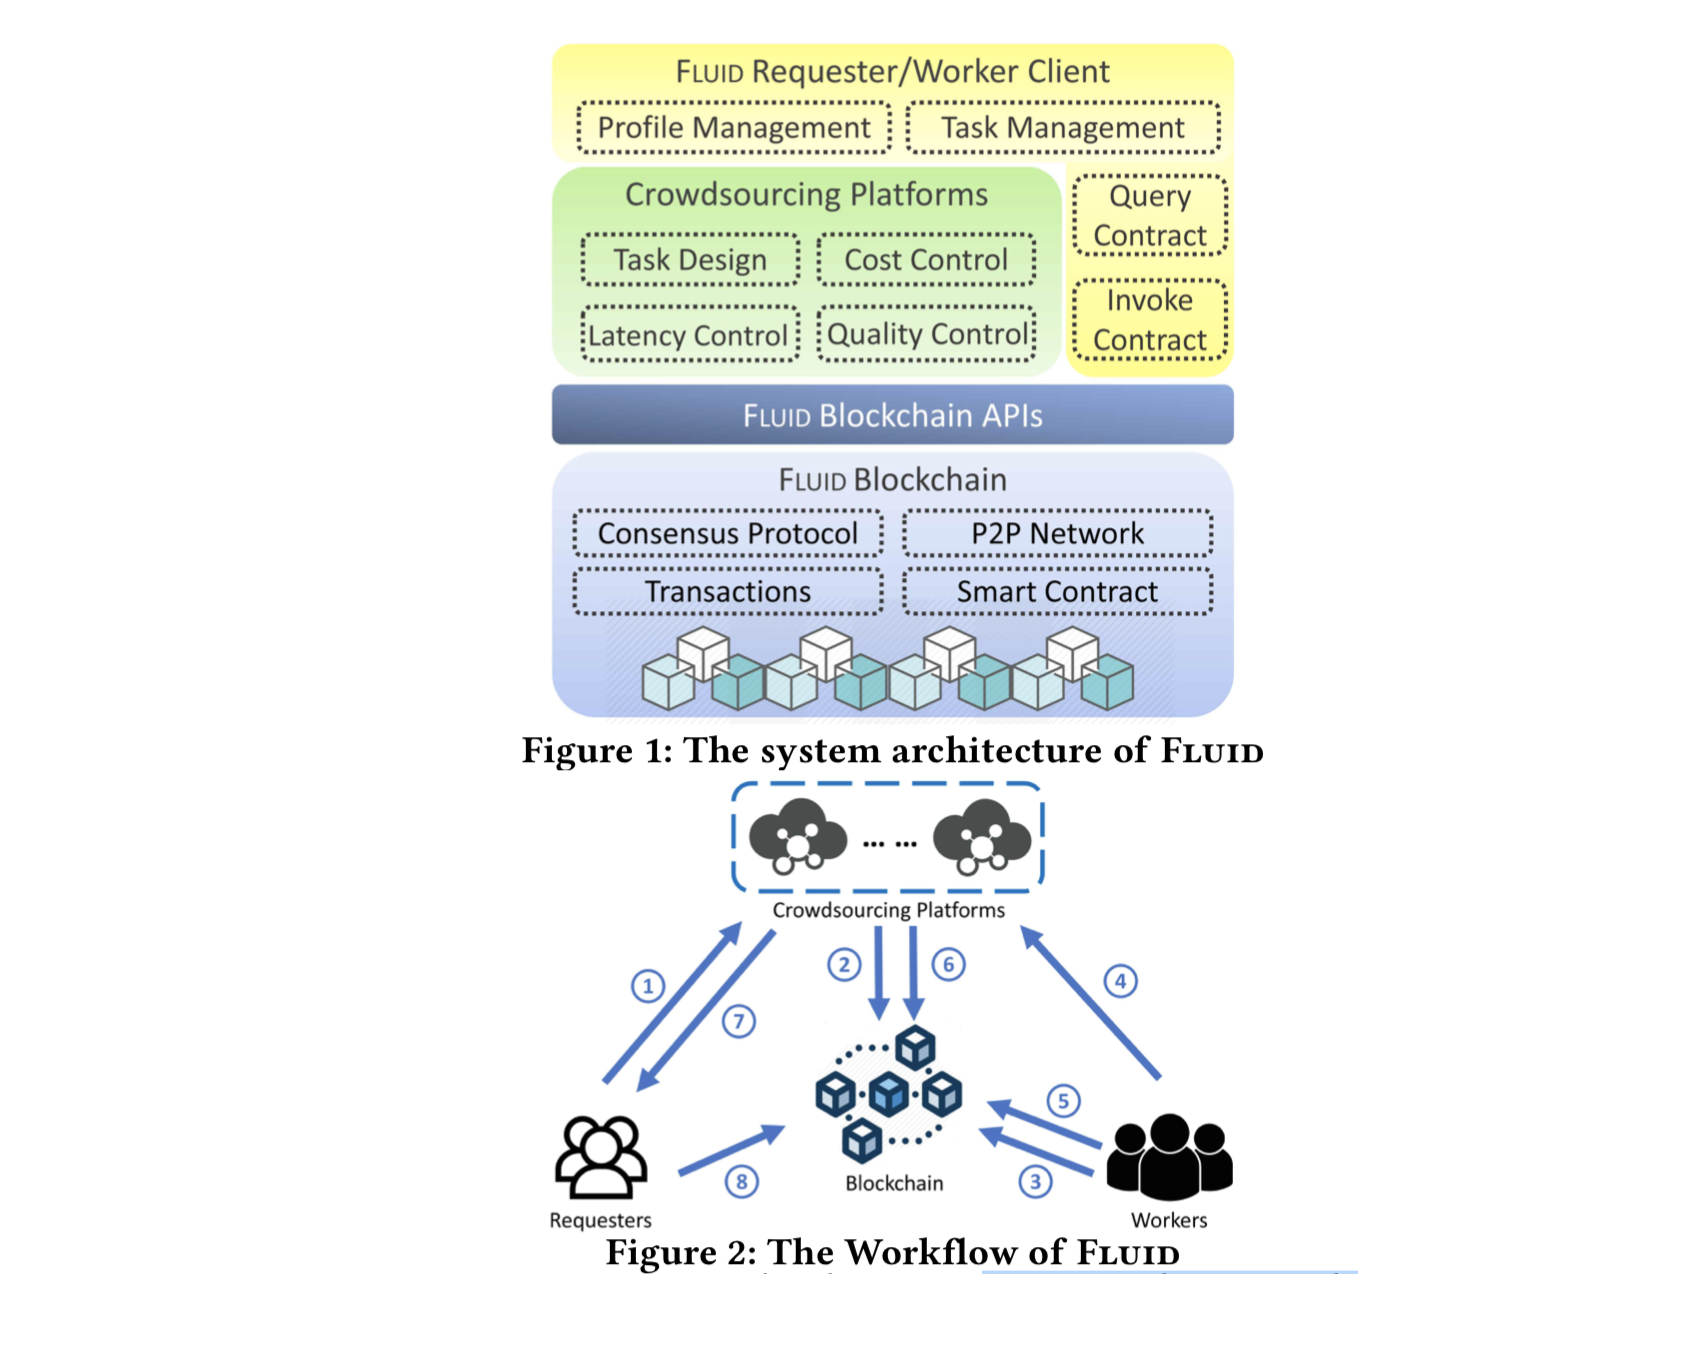 FLUID Requester/Worker Client
Profile Management
Task Management
Crowdsourcing Platforms
Task Design
Cost Control
Latency Control
Quality Control
Query
Contract
Invoke
Contract
FLUID Blockchain APIs
FLUID Blockchain
Consensus Protocol
P2P Network
Transactions
Smart Contract
Figure 1: The system architecture of FLUID
... ...
Crowdsourcing Platforms
1
7
2
6
4
5
3
8
Blockchain
Requesters
Workers
Figure 2: The Workflow of FLUID